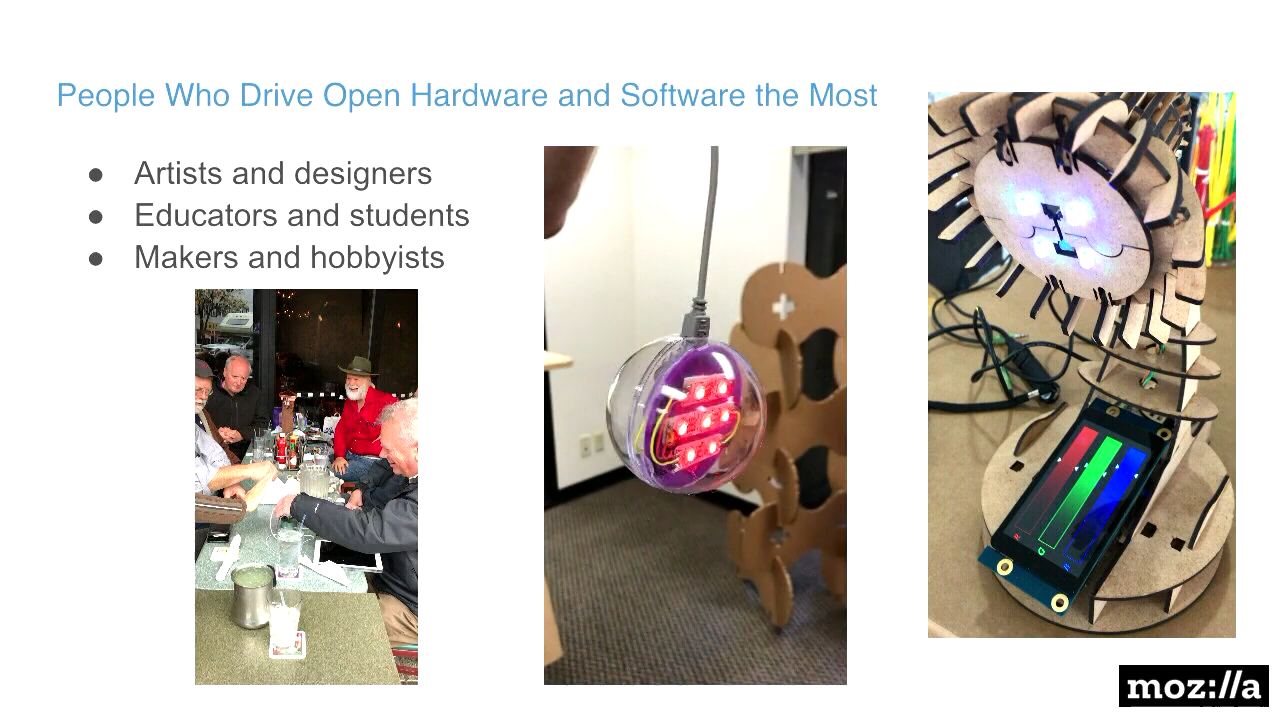 People Who Drive Open Hardware and Software the Most
● Artists and designers
● Educators and students
● Makers and hobbyists
moz://a